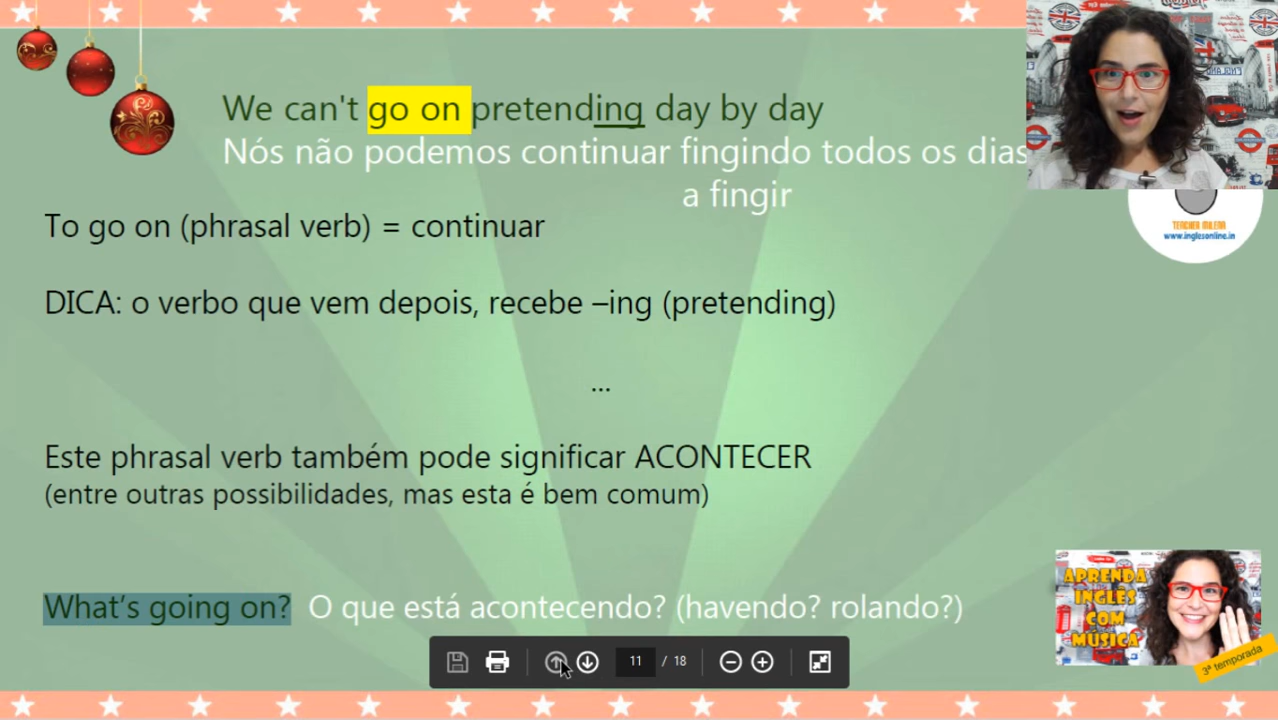 We can't go on pretending day by day
Nós não podemos continuar fingindo todos os dias
a fingir
To go on (phrasal verb) = continuar
TEACHER MILENA
www.inglesonline.in
DICA: o verbo que vem depois, recebe –ing (pretending)
...
Este phrasal verb também pode significar ACONTECER
(entre outras possibilidades, mas esta é bem comum)
What's going on? O que está acontecendo? (havendo? rolando?)
APRENDA
INGLES
COM
MÚSICA
3ª temporada
11 / 18